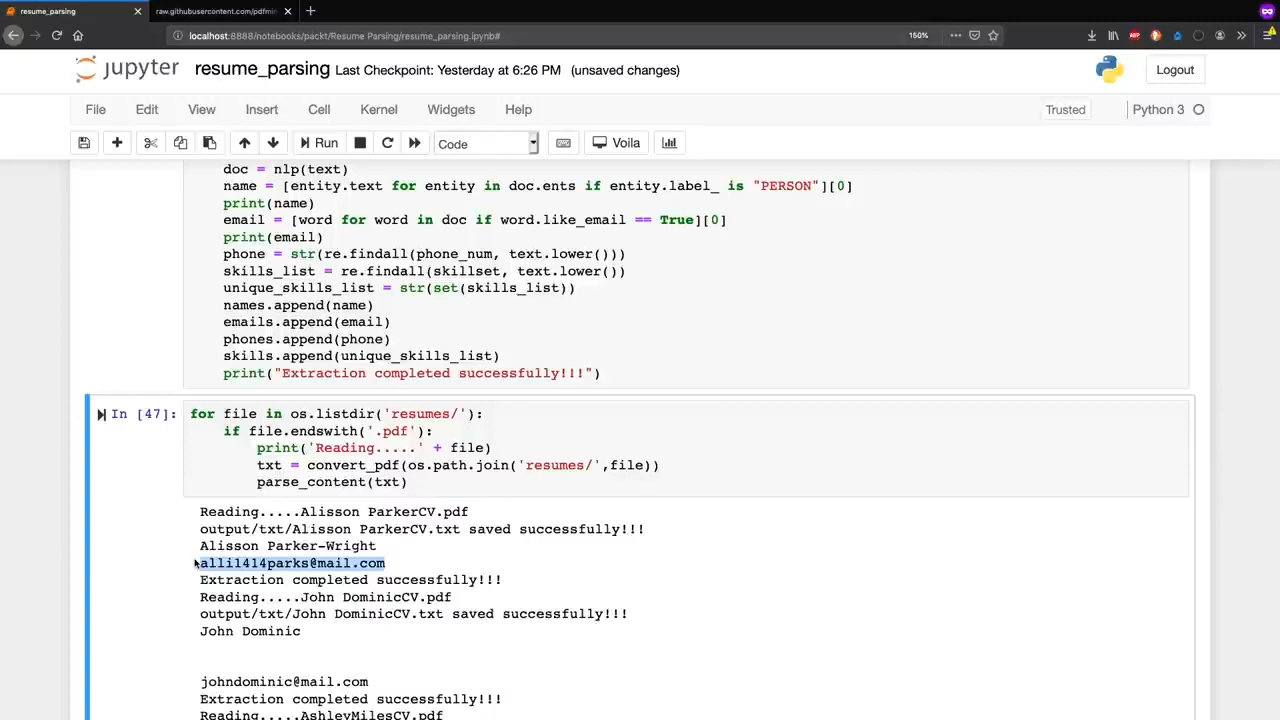 resume_parsing
raw.githubusercontent.com/pdfmin
localhost:8888/notebooks/packt/Resume Parsing/resume_parsing.ipynb#
150%
ABP
jupyter resume_parsing Last Checkpoint: Yesterday at 6:26 PM (unsaved changes)
Logout
File Edit View Insert Cell Kernel Widgets Help
Trusted
Python 3
Run
Code
Voila
doc = nlp(text)
name = [entity.text for entity in doc.ents if entity.label_ is "PERSON"][0]
print(name)
email = [word for word in doc if word.like_email == True][0]
print(email)
phone = str(re.findall(phone_num, text.lower()))
skills_list = re.findall(skillset, text.lower())
unique_skills_list = str(set(skills_list))
names.append(name)
emails.append(email)
phones.append(phone)
skills.append(unique_skills_list)
print("Extraction completed successfully!!!")
In [47]:
for file in os.listdir('resumes/'):
if file.endswith('.pdf'):
print('Reading.....' + file)
txt = convert_pdf(os.path.join('resumes/',file))
parse_content(txt)
Reading.....Alisson ParkerCV.pdf
output/txt/Alisson ParkerCV.txt saved successfully!!!
Alisson Parker-Wright
alli1414parks@mail.com
Extraction completed successfully!!!
Reading.....John DominicCV.pdf
output/txt/John DominicCV.txt saved successfully!!!
John Dominic
johndominic@mail.com
Extraction completed successfully!!!
Reading.....AshleyMilesCV.pdf